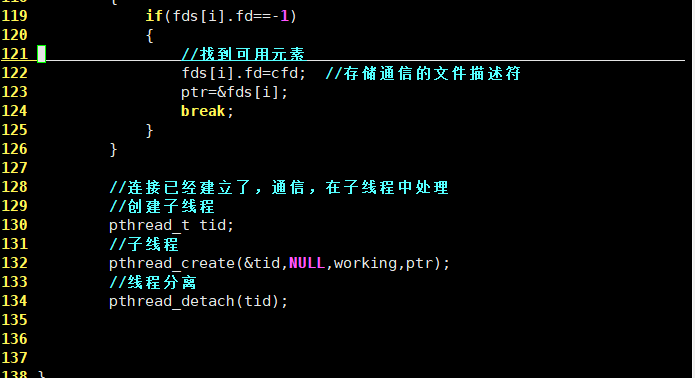 118 {
119 if(fds[i].fd==-1)
120 {
121 //找到可用元素
122 fds[i].fd=cfd; //存储通信的文件描述符
123 ptr=&fds[i];
124 break;
125 }
126 }
127
128 //连接已经建立了，通信，在子线程中处理
129 //创建子线程
130 pthread_t tid;
131 //子线程
132 pthread_create(&tid,NULL,working,ptr);
133 //线程分离
134 pthread_detach(tid);
135
136
137
138 }